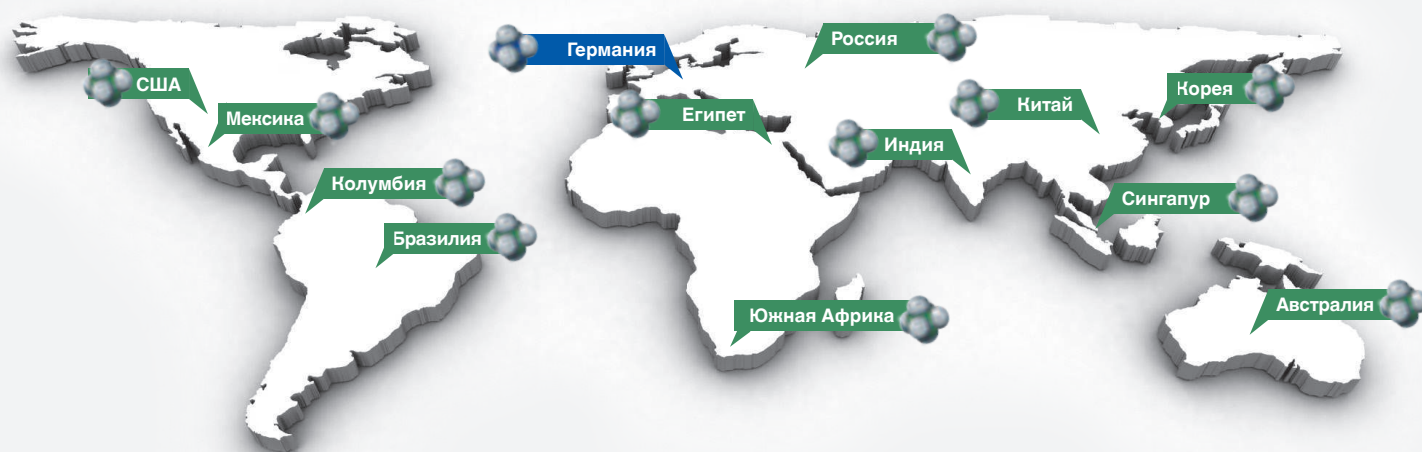 Россия
Германия
США
Корея
Китай
Египет
Мексика
Индия
Колумбия
Сингапур
Бразилия
Австралия
Южная Африка